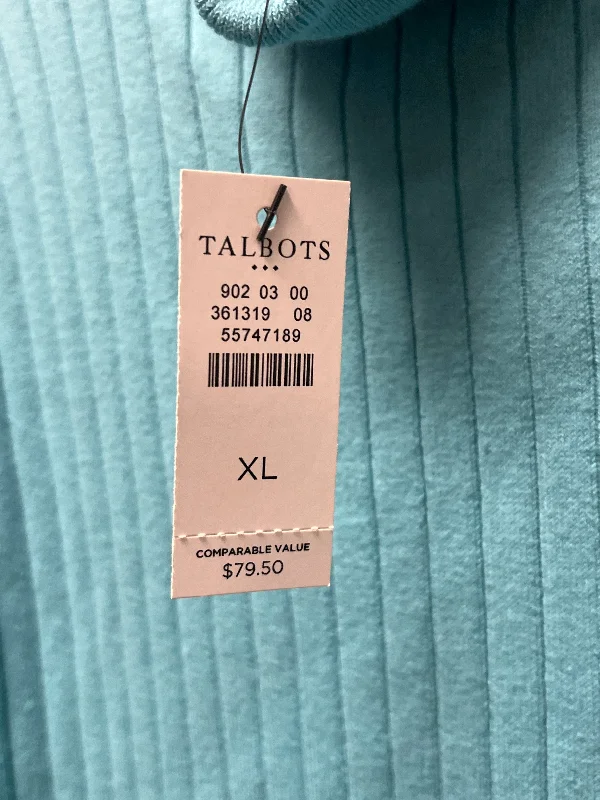 TALBOTS
902 03 00
361319 08
55747189
XL
COMPARABLE VALUE
$79.50